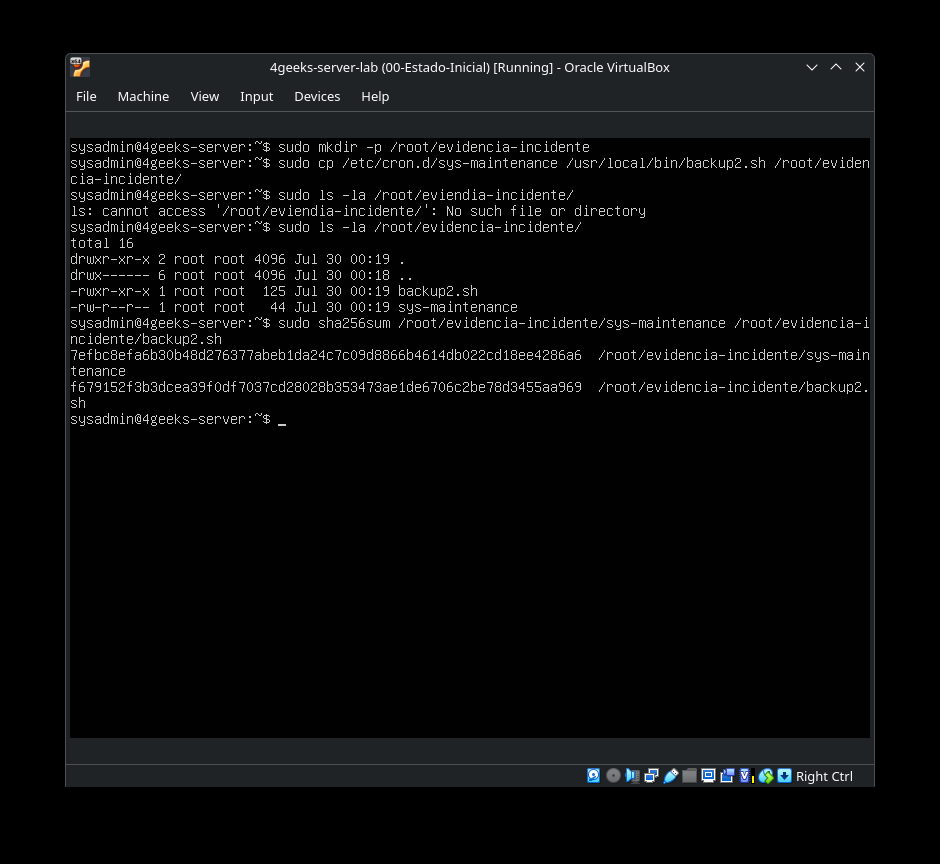 4geeks-server-lab (00-Estado-Inicial) [Running] - Oracle VirtualBox
File Machine View Input Devices Help
sysadmin@4geeks-server:~$ sudo mkdir -p /root/evidencia-incidente
sysadmin@4geeks-server:~$ sudo cp /etc/cron.d/sys-maintenance /usr/local/bin/backup2.sh /root/eviden
cia-incidente/
sysadmin@4geeks-server:~$ sudo ls -la /root/eviendia-incidente/
ls: cannot access '/root/eviendia-incidente/': No such file or directory
sysadmin@4geeks-server:~$ sudo ls -la /root/evidencia-incidente/
total 16
drwxr-xr-x 2 root root 4096 Jul 30 00:19 .
drwx------ 6 root root 4096 Jul 30 00:18 ..
-rwxr-xr-x 1 root root  125 Jul 30 00:19 backup2.sh
-rw-r--r-- 1 root root   44 Jul 30 00:19 sys-maintenance
sysadmin@4geeks-server:~$ sudo sha256sum /root/evidencia-incidente/sys-maintenance /root/evidencia-i
ncidente/backup2.sh
7efbc8efa6b30b48d276377abeb1da24c7c09d8866b4614db022cd18ee4286a6  /root/evidencia-incidente/sys-main
tenance
f679152f3b3dcea39f0df7037cd28028b353473ae1de6706c2be78d3455aa969  /root/evidencia-incidente/backup2.
sh
sysadmin@4geeks-server:~$ _
Right Ctrl